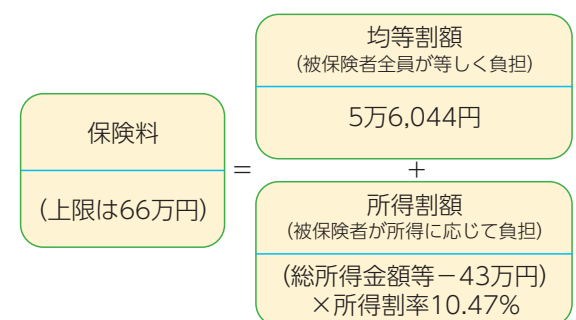 保険料
(上限は66万円)
=
均等割額
(被保険者全員が等しく負担)
5万6,044円
+
所得割額
(被保険者が所得に応じて負担)
(総所得金額等−43万円)
×所得割率10.47%